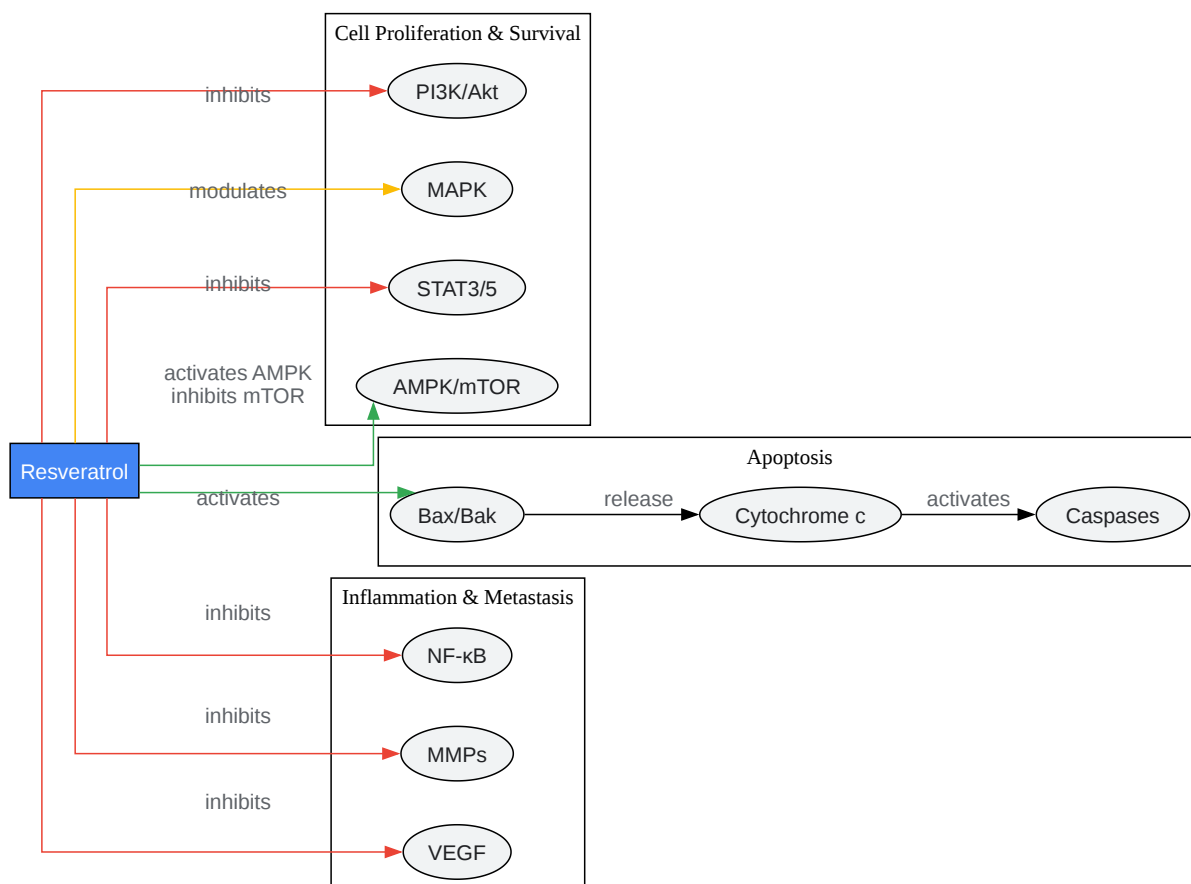 Cell Proliferation & Survival
inhibits
PI3K/Akt
modulates
MAPK
inhibits
STAT3/5
activates AMPK
inhibits mTOR
AMPK/mTOR
Resveratrol
Apoptosis
activates
Bax/Bak
release
Cytochrome c
activates
Caspases
Inflammation & Metastasis
inhibits
NF-κB
inhibits
MMPs
inhibits
VEGF